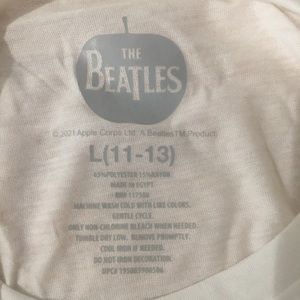 THE
BEATLES
© 2021 Apple Corps Ltd. A Beatles™ Product
L(11-13)
MADE IN EGYPT
MACHINE WASH COLD WITH LIKE COLORS.
GENTLE CYCLE.
ONLY NON-CHLORINE BLEACH WHEN NEEDED.
TUMBLE DRY LOW. REMOVE PROMPTLY.
COOL IRON IF NEEDED.
DO NOT IRON DECORATION.